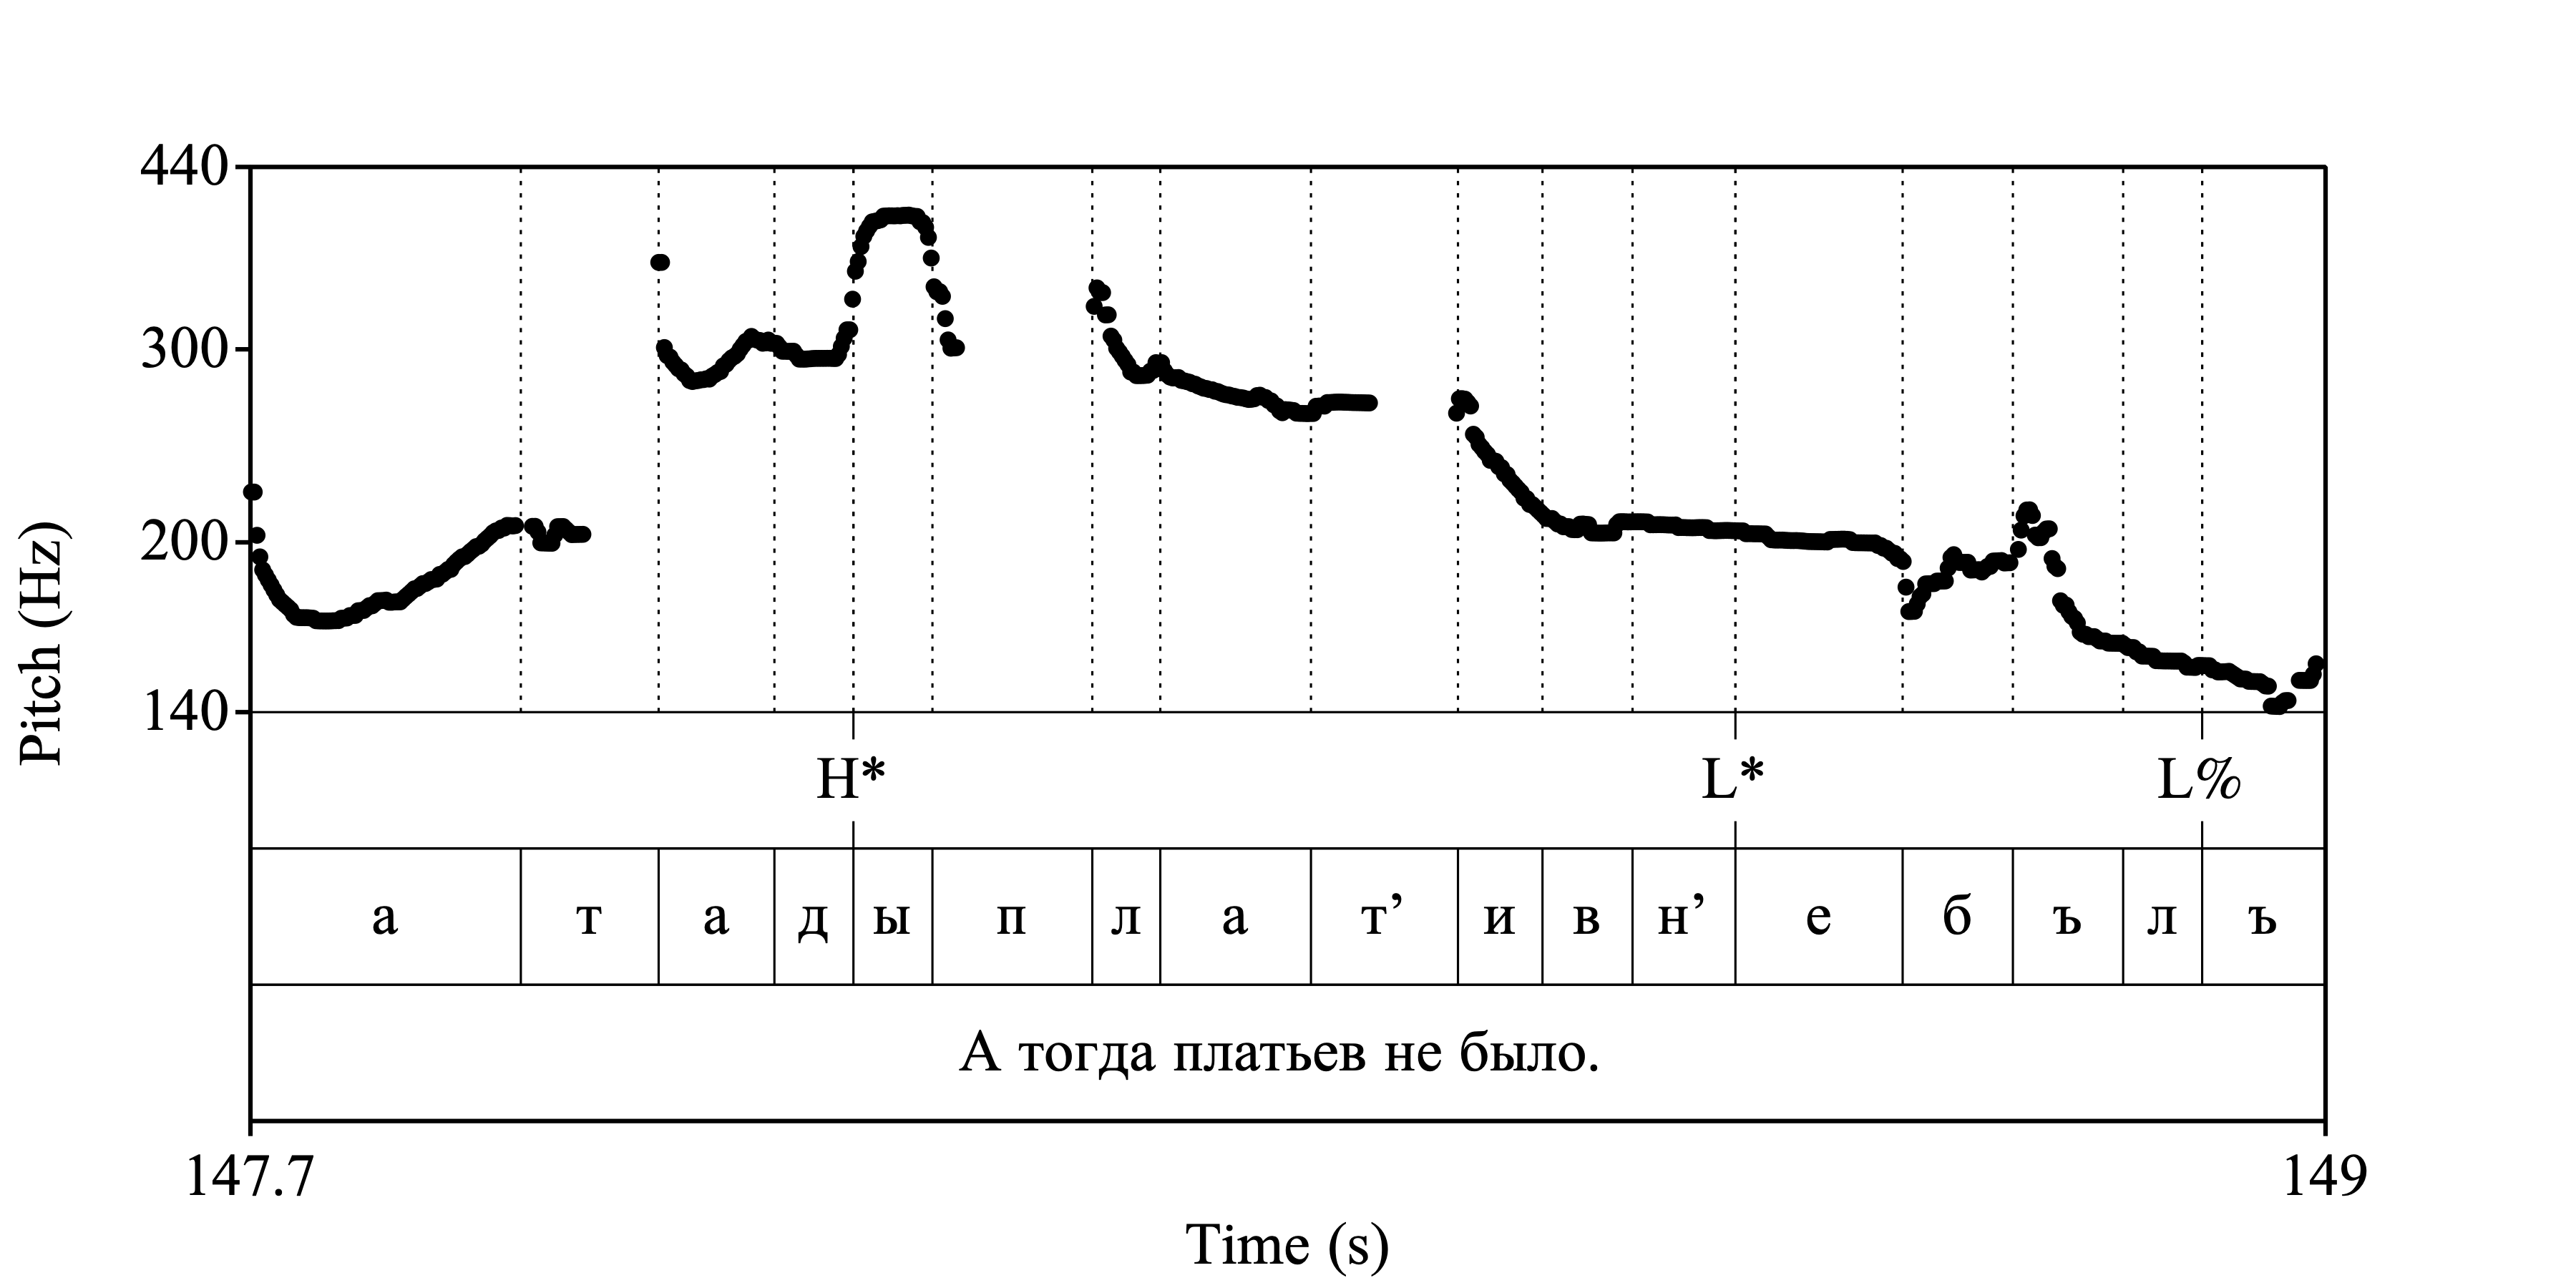 440
300
200
140
Pitch (Hz)
H* L* L%
а т а д ы п л а т’ и в н’ е б ъ л ъ
А тогда платьев не было.
147.7 149
Time (s)